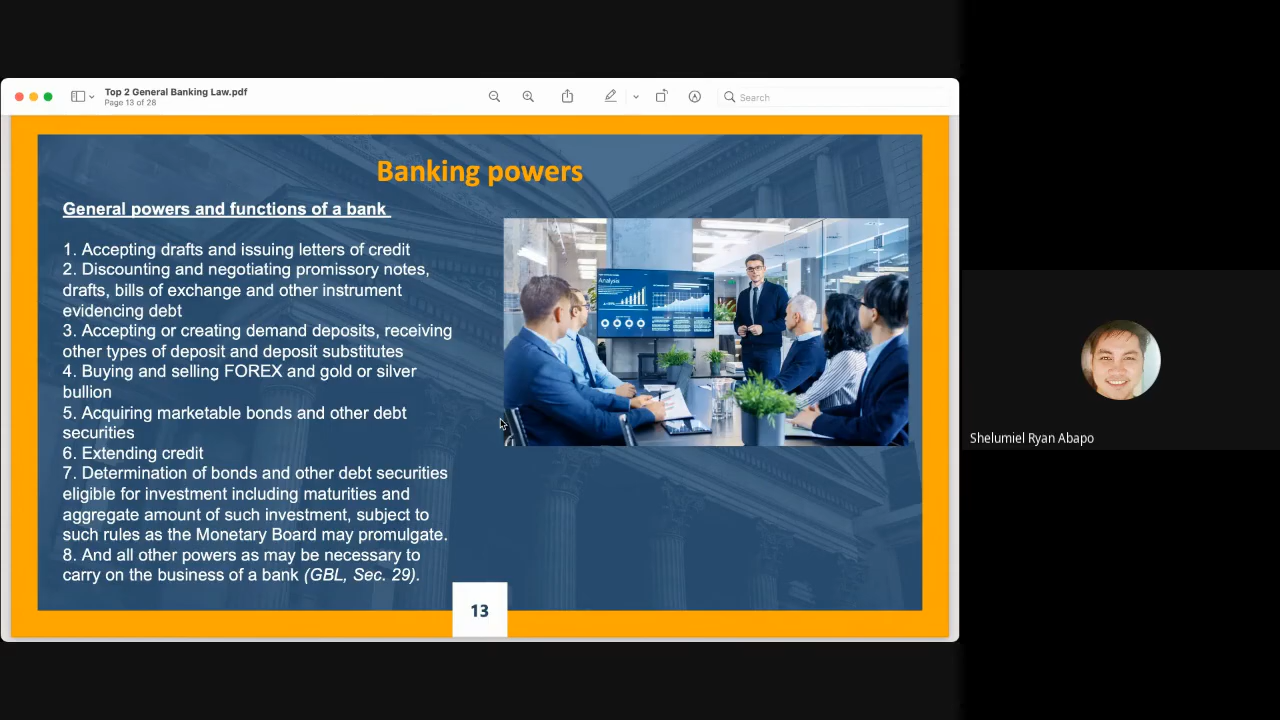 Top 2 General Banking Law.pdf
Page 13 of 28
Search
Banking powers
General powers and functions of a bank
1. Accepting drafts and issuing letters of credit
2. Discounting and negotiating promissory notes,
drafts, bills of exchange and other instrument
evidencing debt
3. Accepting or creating demand deposits, receiving
other types of deposit and deposit substitutes
4. Buying and selling FOREX and gold or silver
bullion
5. Acquiring marketable bonds and other debt
securities
6. Extending credit
7. Determination of bonds and other debt securities
eligible for investment including maturities and
aggregate amount of such investment, subject to
such rules as the Monetary Board may promulgate.
8. And all other powers as may be necessary to
carry on the business of a bank (GBL, Sec. 29).
Analysis
13
Shelumiel Ryan Abapo